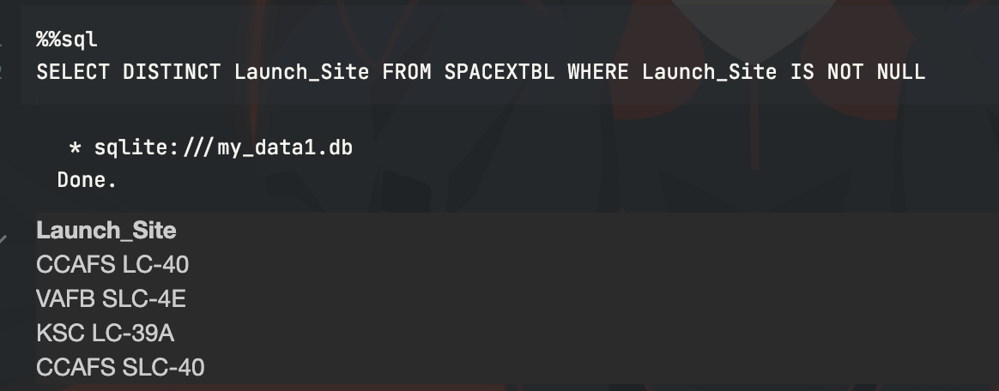 %%sql
SELECT DISTINCT Launch_Site FROM SPACEXTBL WHERE Launch_Site IS NOT NULL
* sqlite:///my_data1.db
Done.
Launch_Site
CCAFS LC-40
VAFB SLC-4E
KSC LC-39A
CCAFS SLC-40